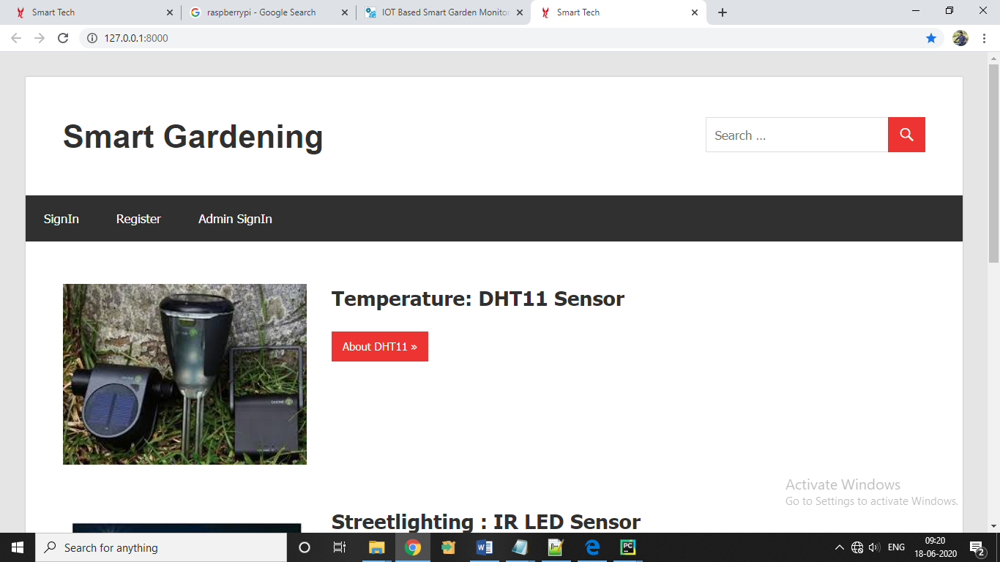 Smart Tech
raspberrypi - Google Search
IOT Based Smart Garden Monitor
Smart Tech
127.0.0.1:8000
Smart Gardening
Search ...
SignIn Register Admin SignIn
Temperature: DHT11 Sensor
About DHT11 »
Activate Windows
Go to Settings to activate Windows.
Streetlighting : IR LED Sensor
Search for anything
ENG
09:20
18-06-2020
2